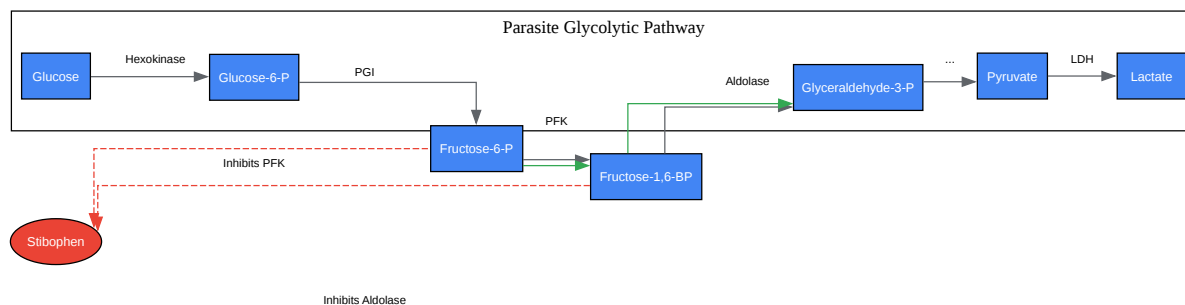 Parasite Glycolytic Pathway
Glucose
Hexokinase
Glucose-6-P
PGI
Fructose-6-P
PFK
Fructose-1,6-BP
Aldolase
Glyceraldehyde-3-P
...
Pyruvate
LDH
Lactate
Inhibits PFK
Stibophen
Inhibits Aldolase